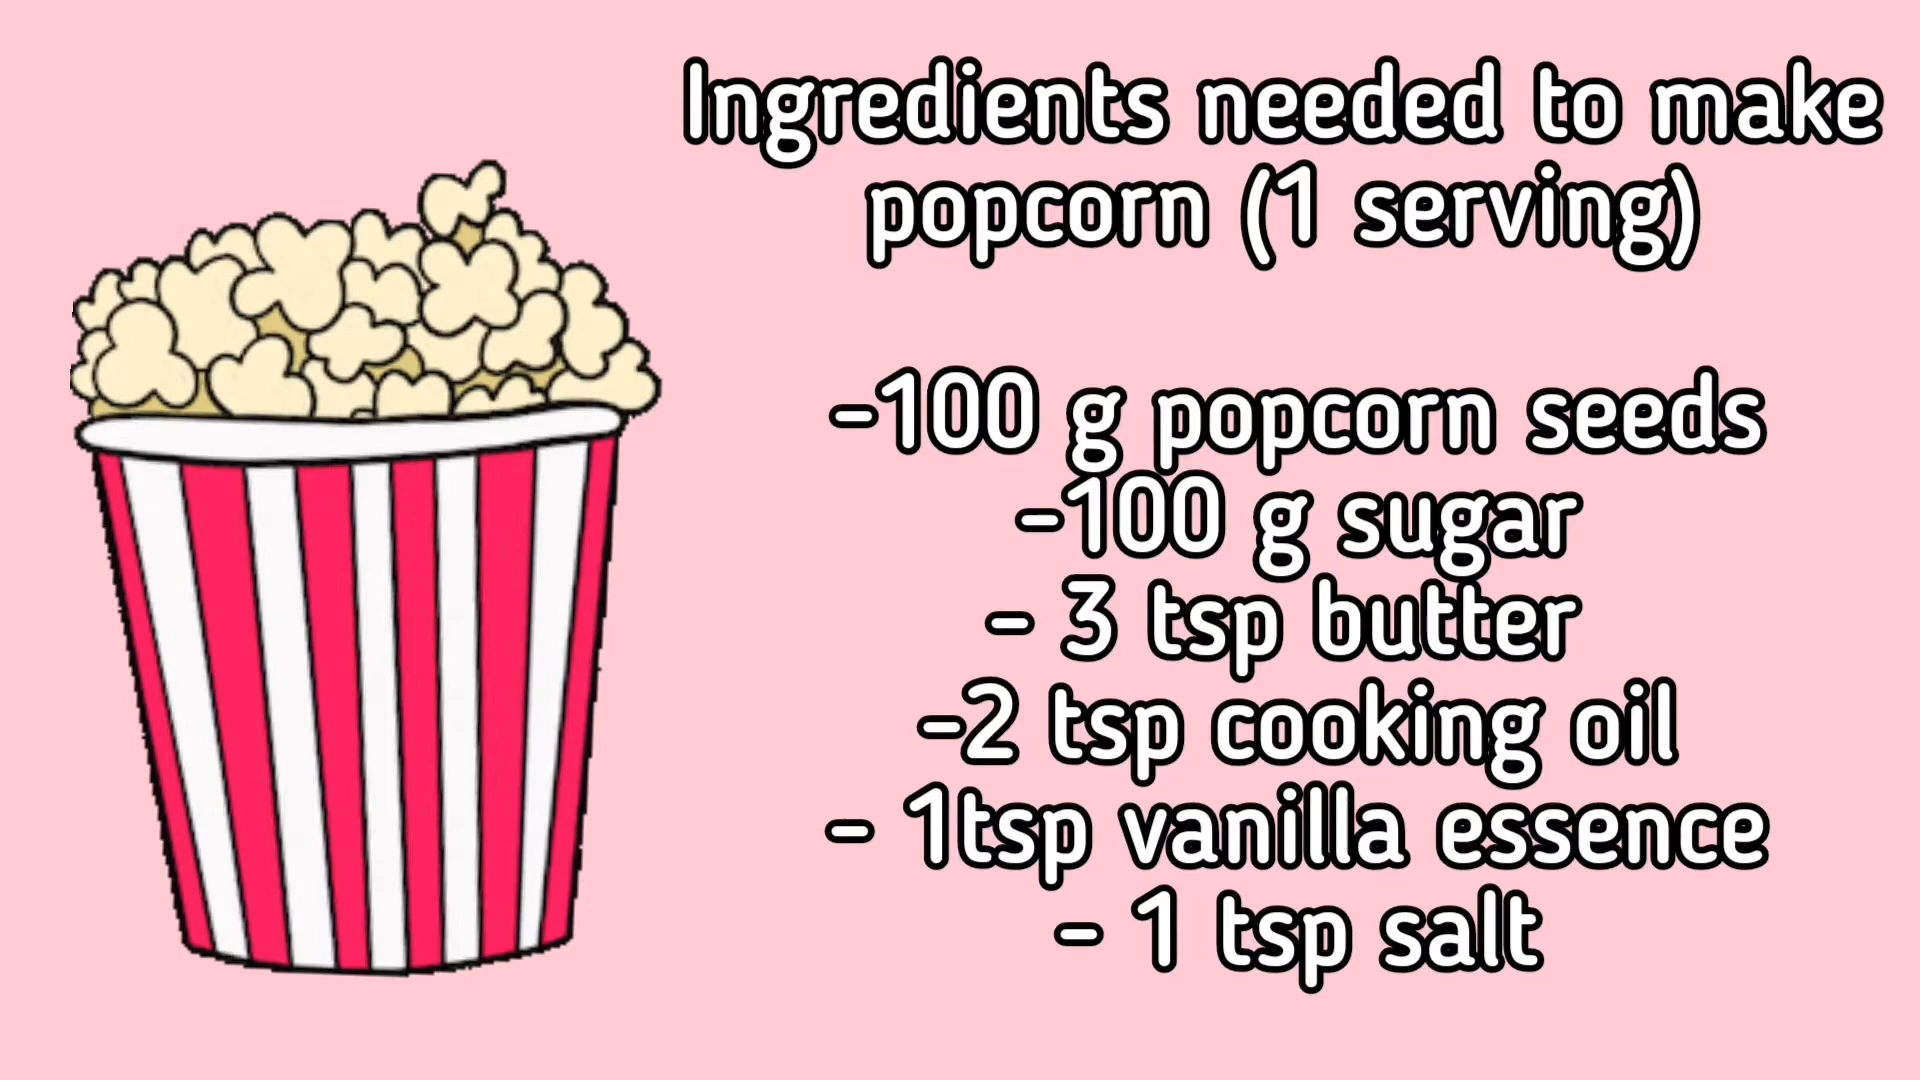 Ingredients needed to make
popcorn (1 serving)
-100 g popcorn seeds
-100 g sugar
- 3 tsp butter
-2 tsp cooking oil
- 1tsp vanilla essence
- 1 tsp salt